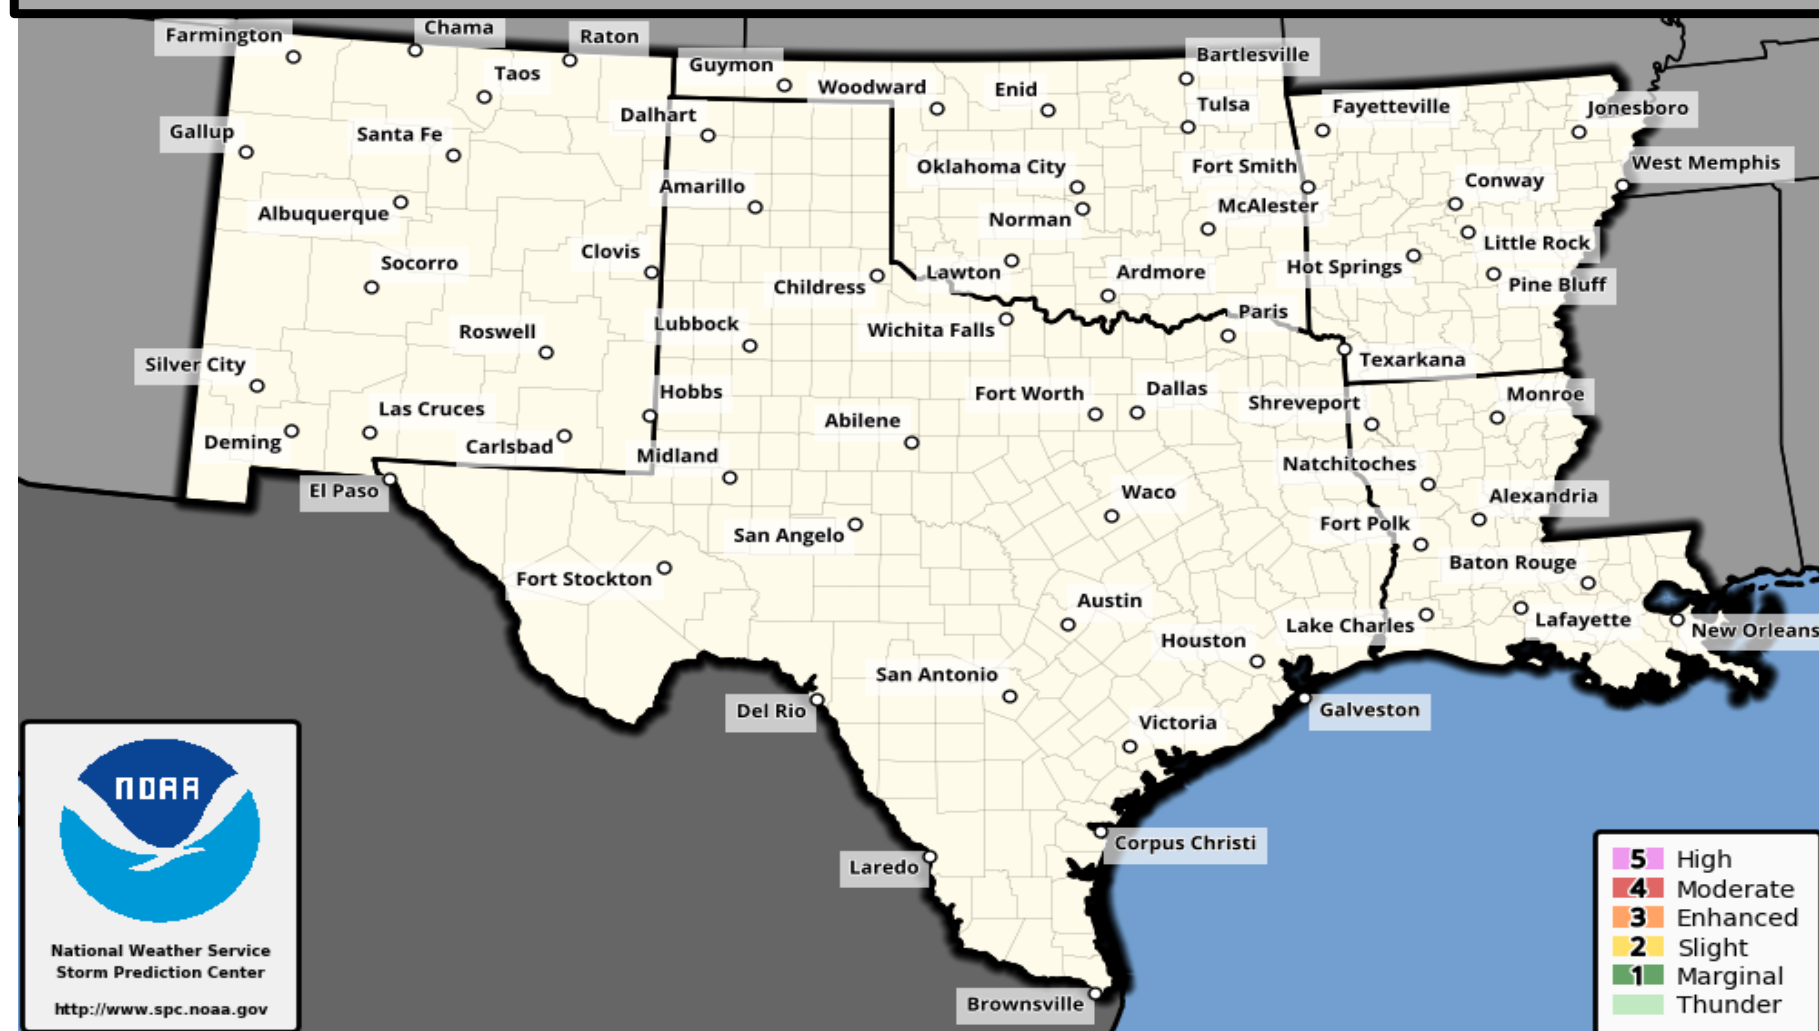 Farmington
Chama
Raton
Guymon
Bartlesville
Taos
Woodward
Enid
Tulsa
Fayetteville
Jonesboro
Dalhart
Gallup
Santa Fe
Oklahoma City
Fort Smith
West Memphis
Amarillo
Conway
Albuquerque
Norman
McAlester
Socorro
Clovis
Little Rock
Childress
Lawton
Ardmore
Hot Springs
Pine Bluff
Roswell
Lubbock
Wichita Falls
Paris
Silver City
Texarkana
Hobbs
Fort Worth
Dallas
Shreveport
Monroe
Las Cruces
Deming
Carlsbad
Midland
Abilene
Natchitoches
El Paso
Waco
Alexandria
San Angelo
Fort Polk
Fort Stockton
Baton Rouge
Austin
Houston
Lake Charles
Lafayette
New Orleans
San Antonio
Del Rio
Victoria
Galveston
Corpus Christi
Laredo
Brownsville
NOAA
National Weather Service
Storm Prediction Center
http://www.spc.noaa.gov
5 High
4 Moderate
3 Enhanced
2 Slight
1 Marginal
Thunder